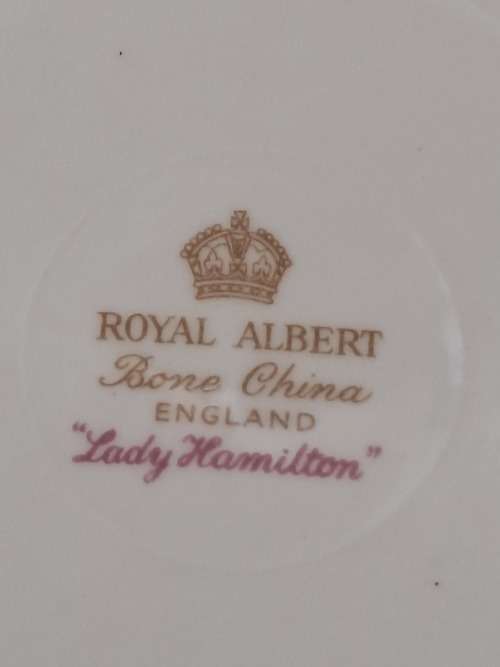 ROYAL ALBERT
Bone China
ENGLAND
"Lady Hamilton"